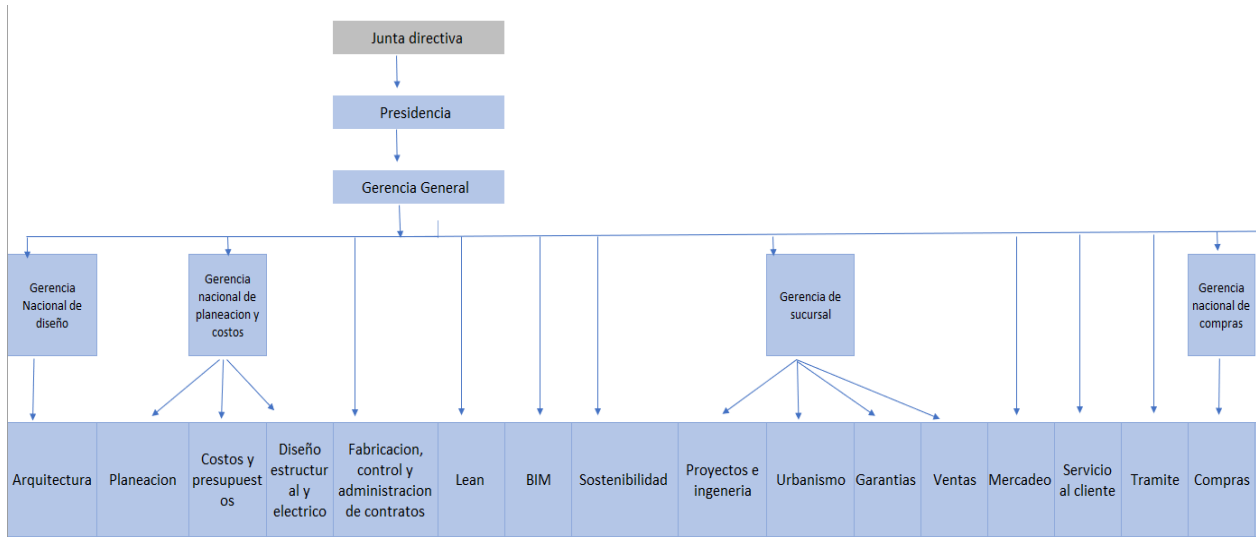 Junta directiva
Presidencia
Gerencia General
Gerencia
Nacional de
diseño
Gerencia
nacional de
planeacion y
costos
Gerencia de
sucursal
Gerencia
nacional de
compras
Arquitectura
Planeacion
Costos y
presupuest
os
Diseño
estructur
al y
electrico
Fabricacion,
control y
administracion
de contratos
Lean
BIM
Sostenibilidad
Proyectos e
ingeneria
Urbanismo
Garantias
Ventas
Mercadeo
Servicio
al cliente
Tramite
Compras